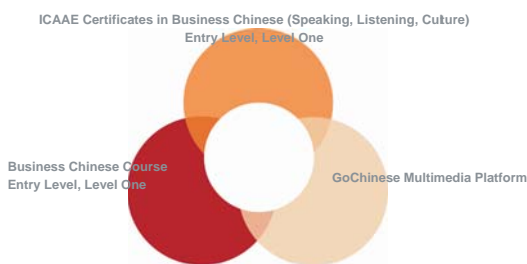 ICAAE Certificates in Business Chinese (Speaking, Listening, Culture)
Entry Level, Level One
Business Chinese Course
Entry Level, Level One
GoChinese Multimedia Platform